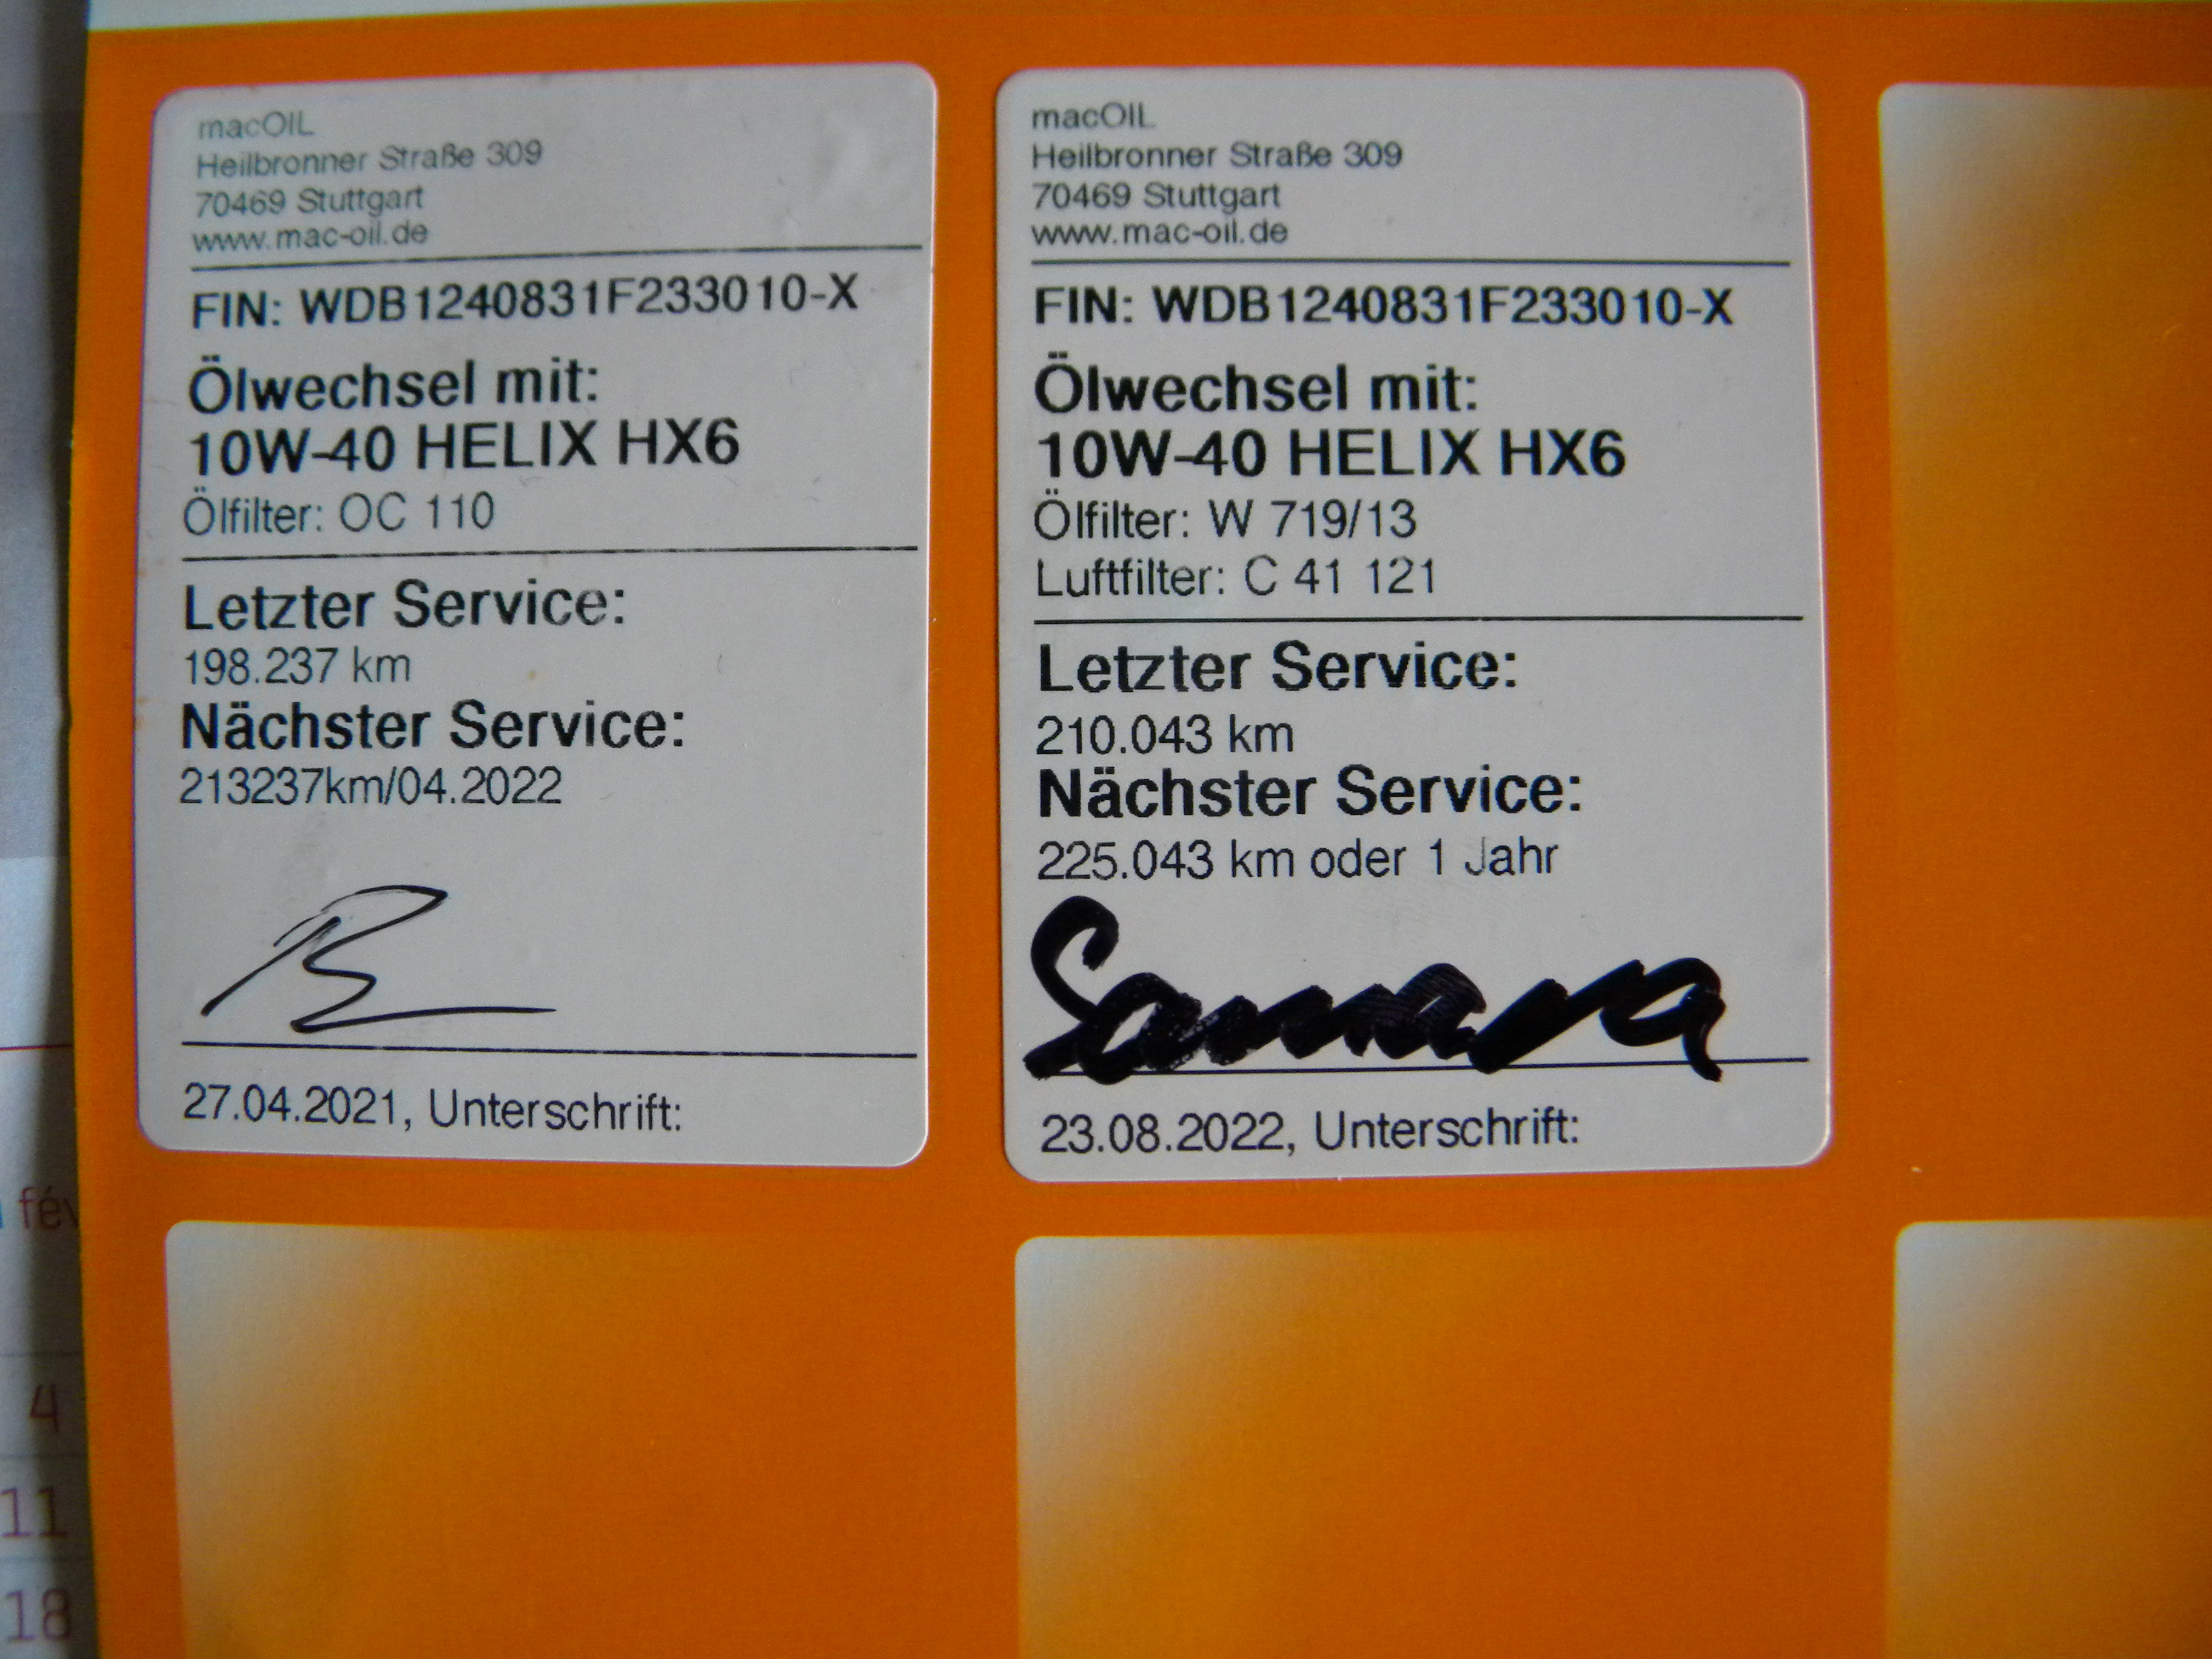 macOIL
Heilbronner Straße 309
70469 Stuttgart
www.mac-oil.de
FIN: WDB1240831F233010-X
Ölwechsel mit:
10W-40 HELIX HX6
Ölfilter: OC 110
Letzter Service:
198.237 km
Nächster Service:
213237km/04.2022
27.04.2021, Unterschrift:
macOIL
Heilbronner Straße 309
70469 Stuttgart
www.mac-oil.de
FIN: WDB1240831F233010-X
Ölwechsel mit:
10W-40 HELIX HX6
Ölfilter: W 719/13
Luftfilter: C 41 121
Letzter Service:
210.043 km
Nächster Service:
225.043 km oder 1 Jahr
23.08.2022, Unterschrift:
4
11
18